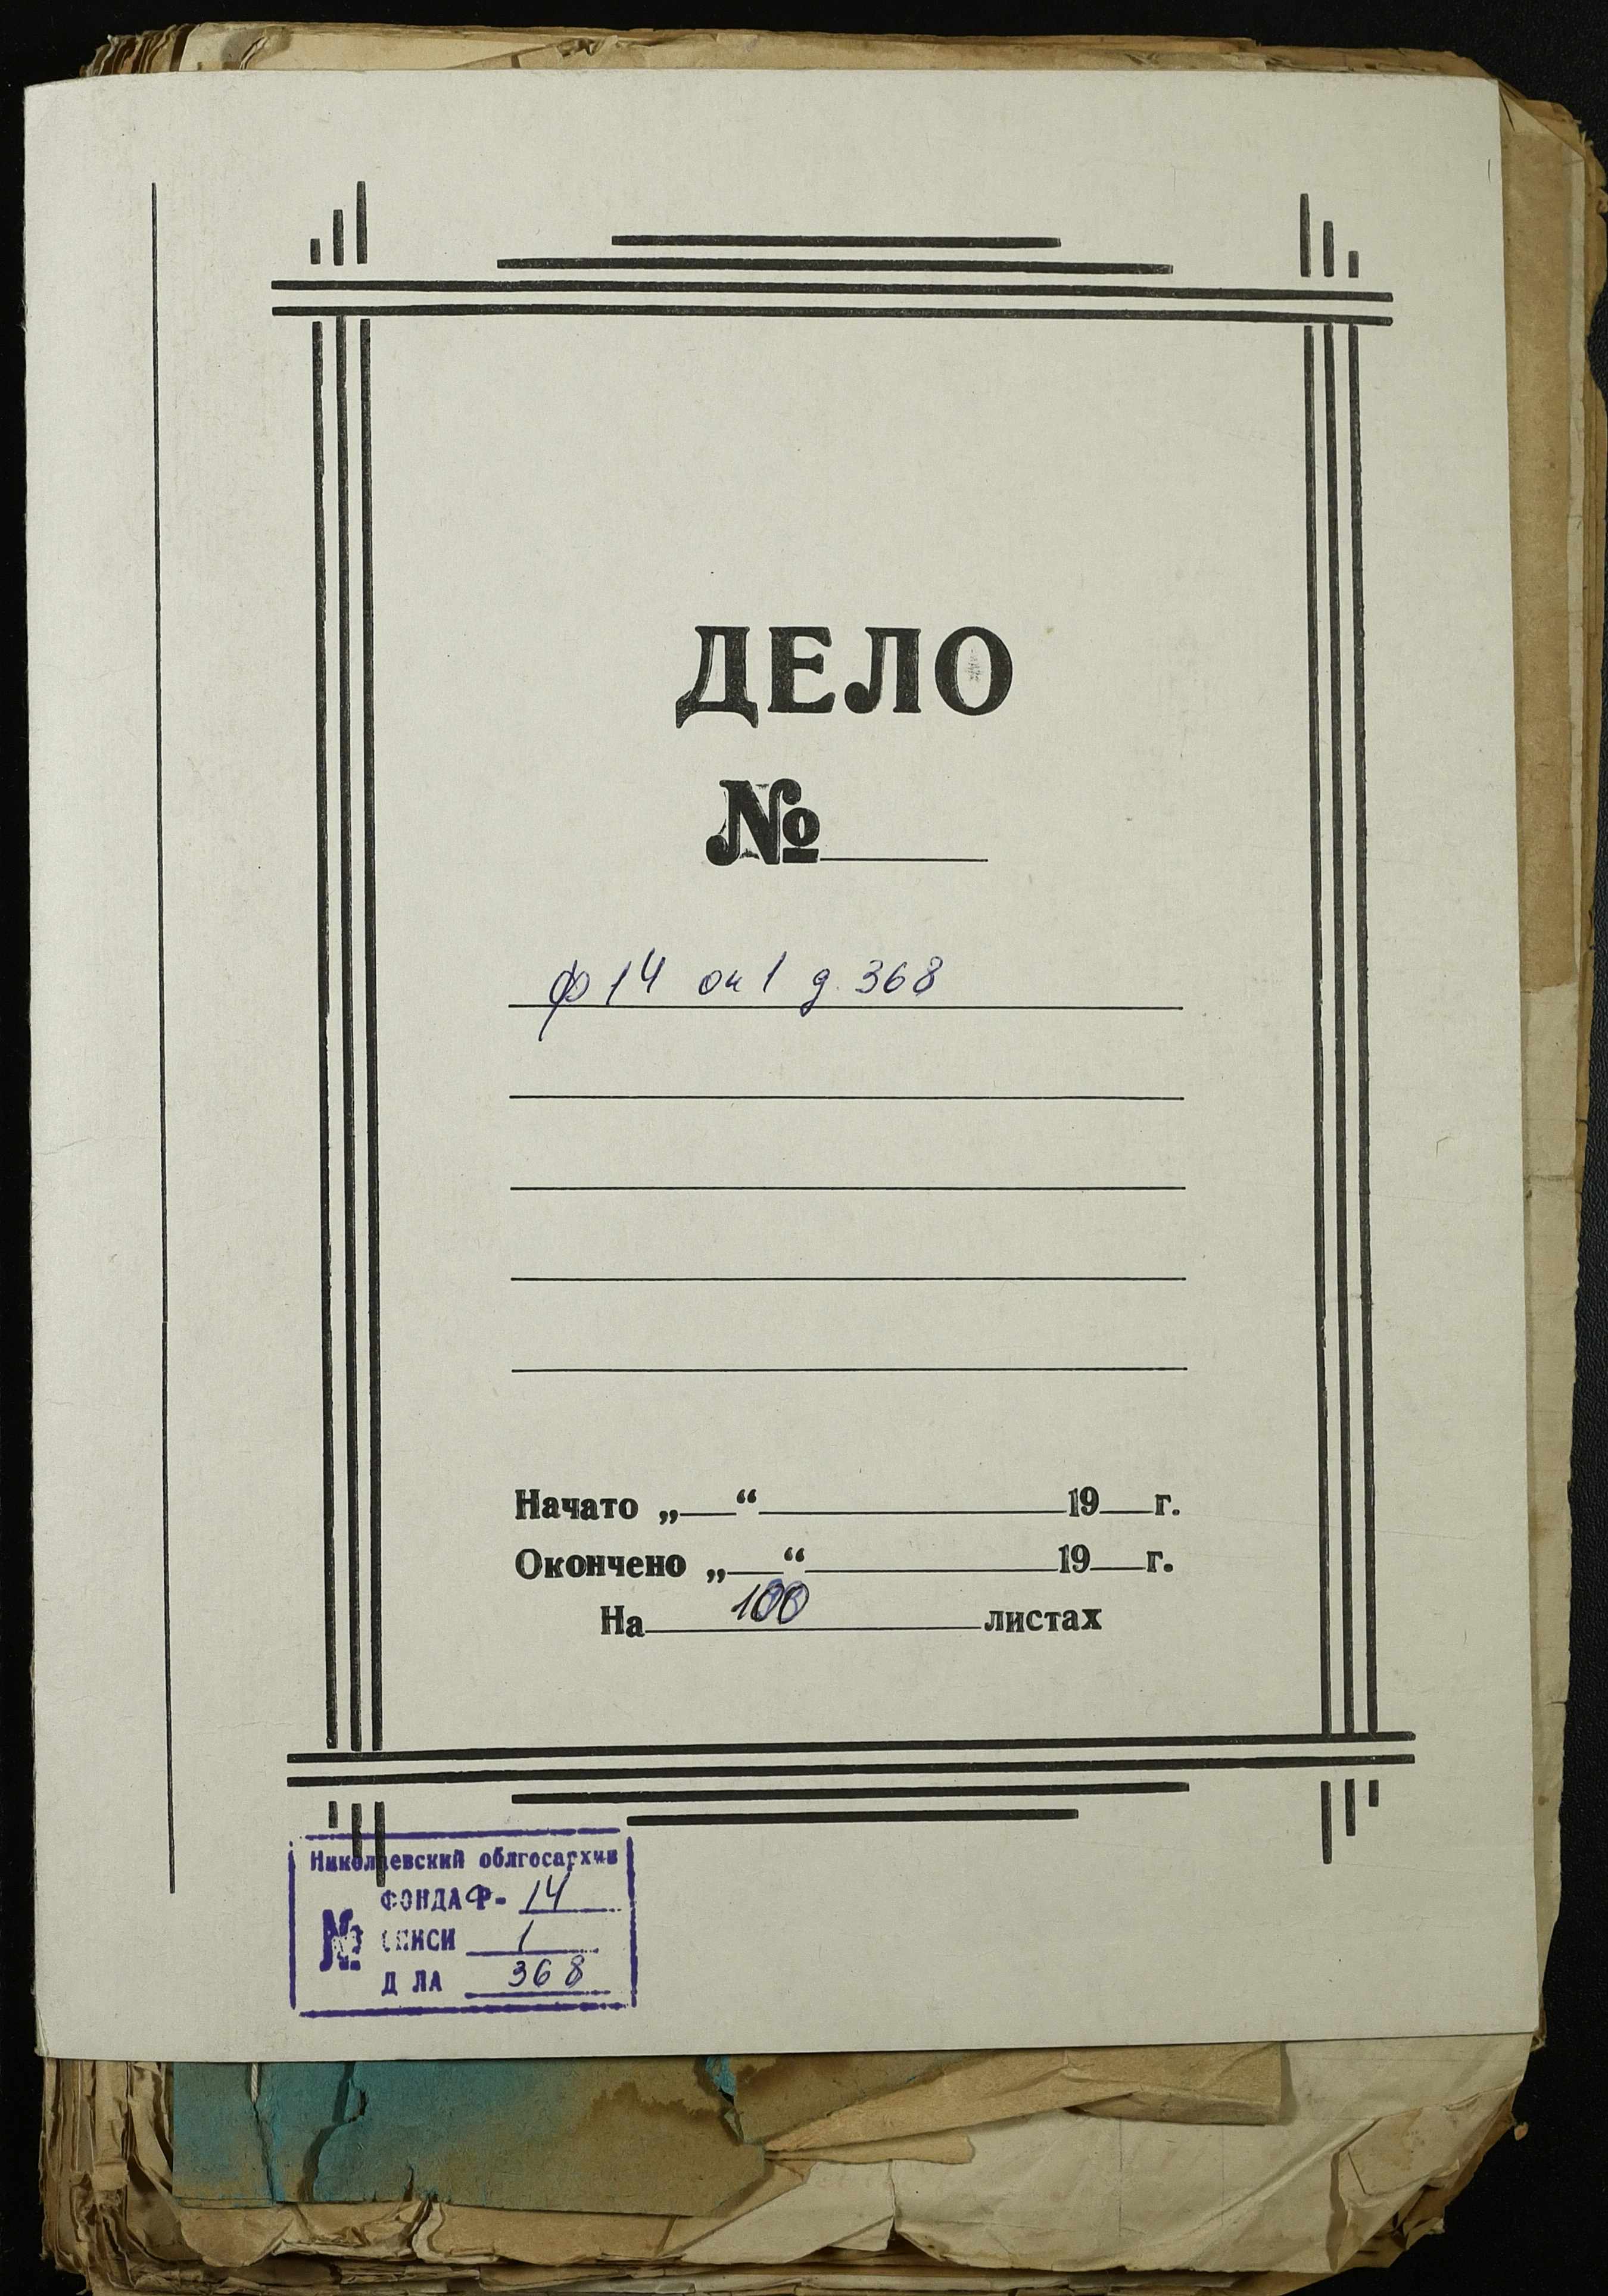 ДЕЛО
№
ф 14 оп 1 д. 368
Начато „ “ 19 г.
Окончено „ “ 19 г.
На 100 листах
Николаевский облгосархив
ФОНДА Р- 14
№ ОПИСИ 1
Д ЛА 368